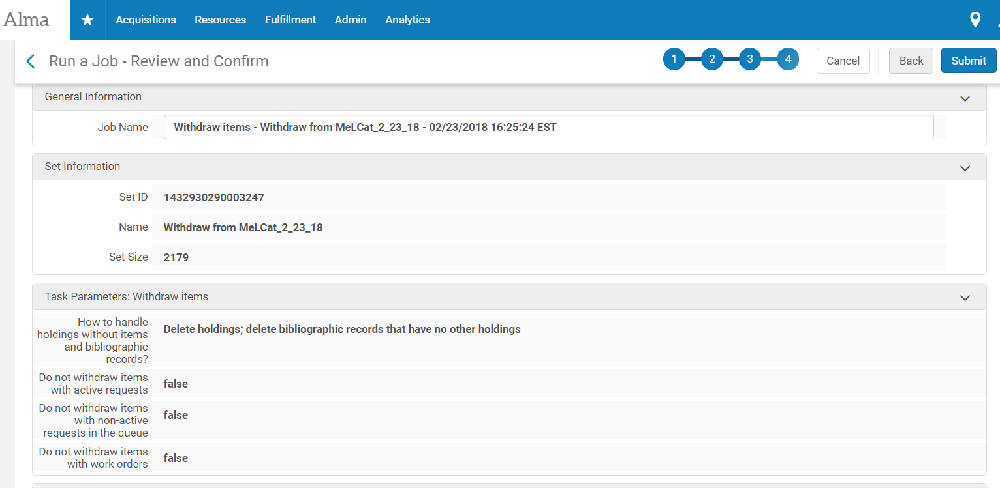 Alma
Acquisitions Resources Fulfillment Admin Analytics
Run a Job - Review and Confirm
1 2 3 4
Cancel Back Submit
General Information
Job Name Withdraw items - Withdraw from MeLCat_2_23_18 - 02/23/2018 16:25:24 EST
Set Information
Set ID 1432930290003247
Name Withdraw from MeLCat_2_23_18
Set Size 2179
Task Parameters: Withdraw items
How to handle
holdings without items
and bibliographic
records?
Delete holdings; delete bibliographic records that have no other holdings
Do not withdraw items
with active requests
false
Do not withdraw items
with non-active
requests in the queue
false
Do not withdraw items
with work orders
false